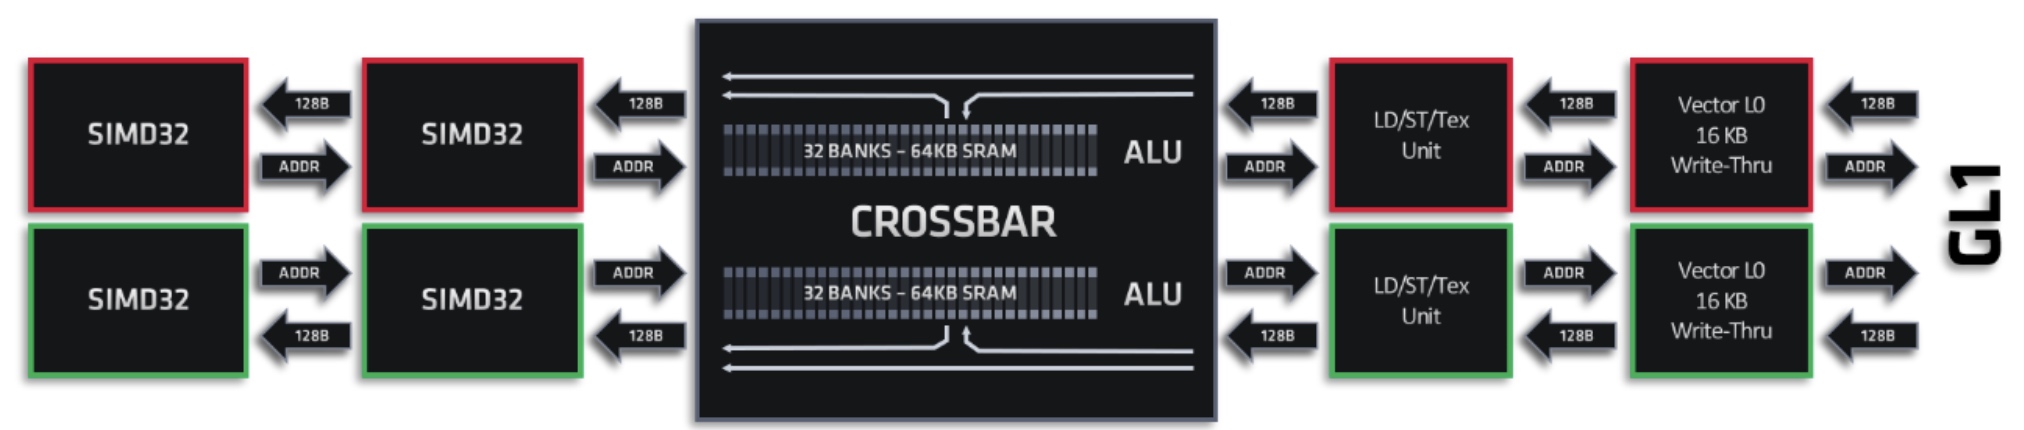 SIMD32
128B
ADDR
SIMD32
128B
ADDR
32 BANKS – 64KB SRAM
ALU
128B
ADDR
LD/ST/Tex
Unit
128B
ADDR
Vector L0
16 KB
Write-Thru
128B
ADDR
CROSSBAR
GL1
SIMD32
ADDR
128B
SIMD32
ADDR
128B
32 BANKS – 64KB SRAM
ALU
ADDR
128B
LD/ST/Tex
Unit
ADDR
128B
Vector L0
16 KB
Write-Thru
ADDR
128B